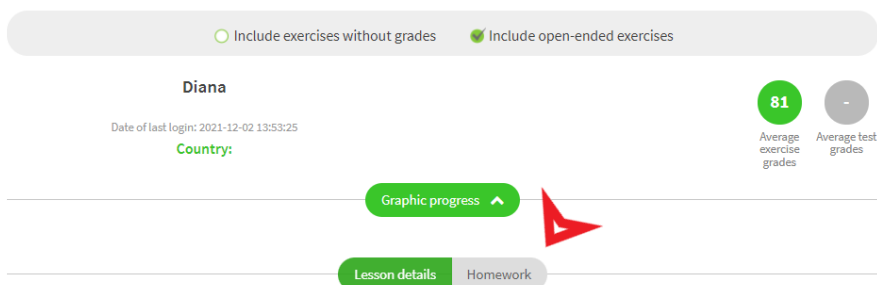 Include exercises without grades Include open-ended exercises
Diana
Date of last login: 2021-12-02 13:53:25
Country:
81
-
Average exercise grades
Average test grades
Graphic progress
Lesson details Homework